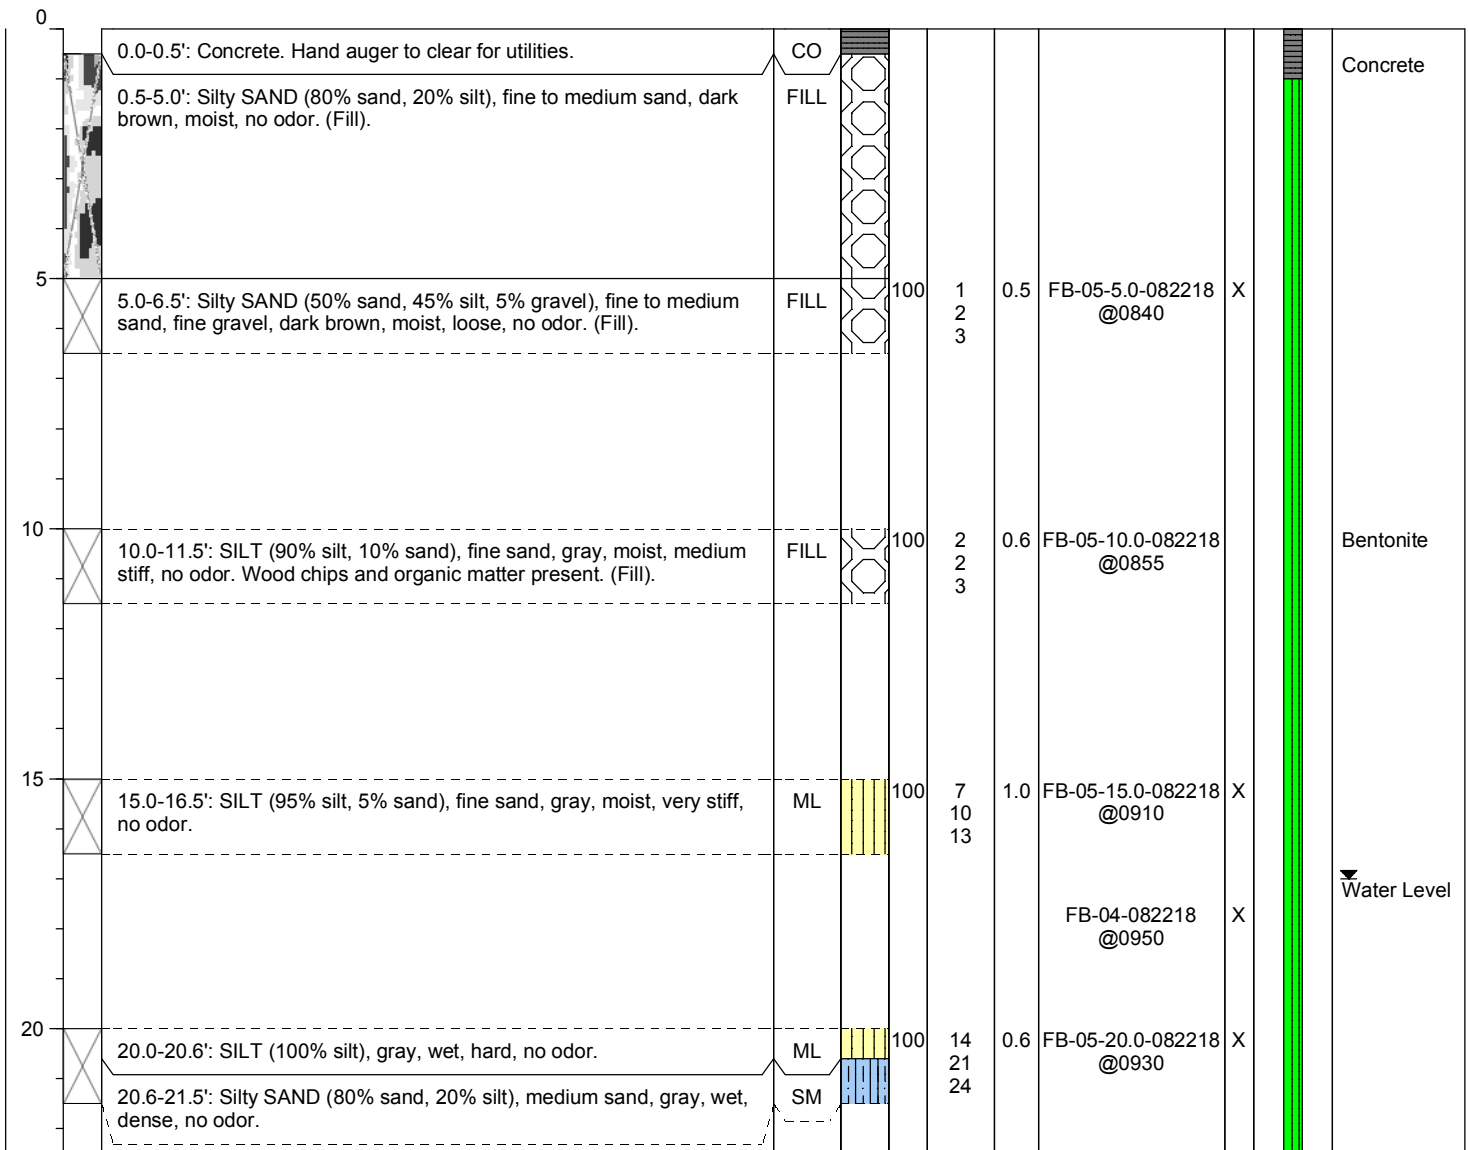 0
0.0-0.5': Concrete. Hand auger to clear for utilities.
CO
Concrete
0.5-5.0': Silty SAND (80% sand, 20% silt), fine to medium sand, dark
brown, moist, no odor. (Fill).
FILL
5
5.0-6.5': Silty SAND (50% sand, 45% silt, 5% gravel), fine to medium
sand, fine gravel, dark brown, moist, loose, no odor. (Fill).
FILL
100
1
2
3
0.5
FB-05-5.0-082218
@0840
X
10
10.0-11.5': SILT (90% silt, 10% sand), fine sand, gray, moist, medium
stiff, no odor. Wood chips and organic matter present. (Fill).
FILL
100
2
2
3
0.6
FB-05-10.0-082218
@0855
Bentonite
15
15.0-16.5': SILT (95% silt, 5% sand), fine sand, gray, moist, very stiff,
no odor.
ML
100
7
10
13
1.0
FB-05-15.0-082218
@0910
X
Water Level
FB-04-082218
@0950
X
20
20.0-20.6': SILT (100% silt), gray, wet, hard, no odor.
ML
100
14
21
24
0.6
FB-05-20.0-082218
@0930
X
20.6-21.5': Silty SAND (80% sand, 20% silt), medium sand, gray, wet,
dense, no odor.
SM